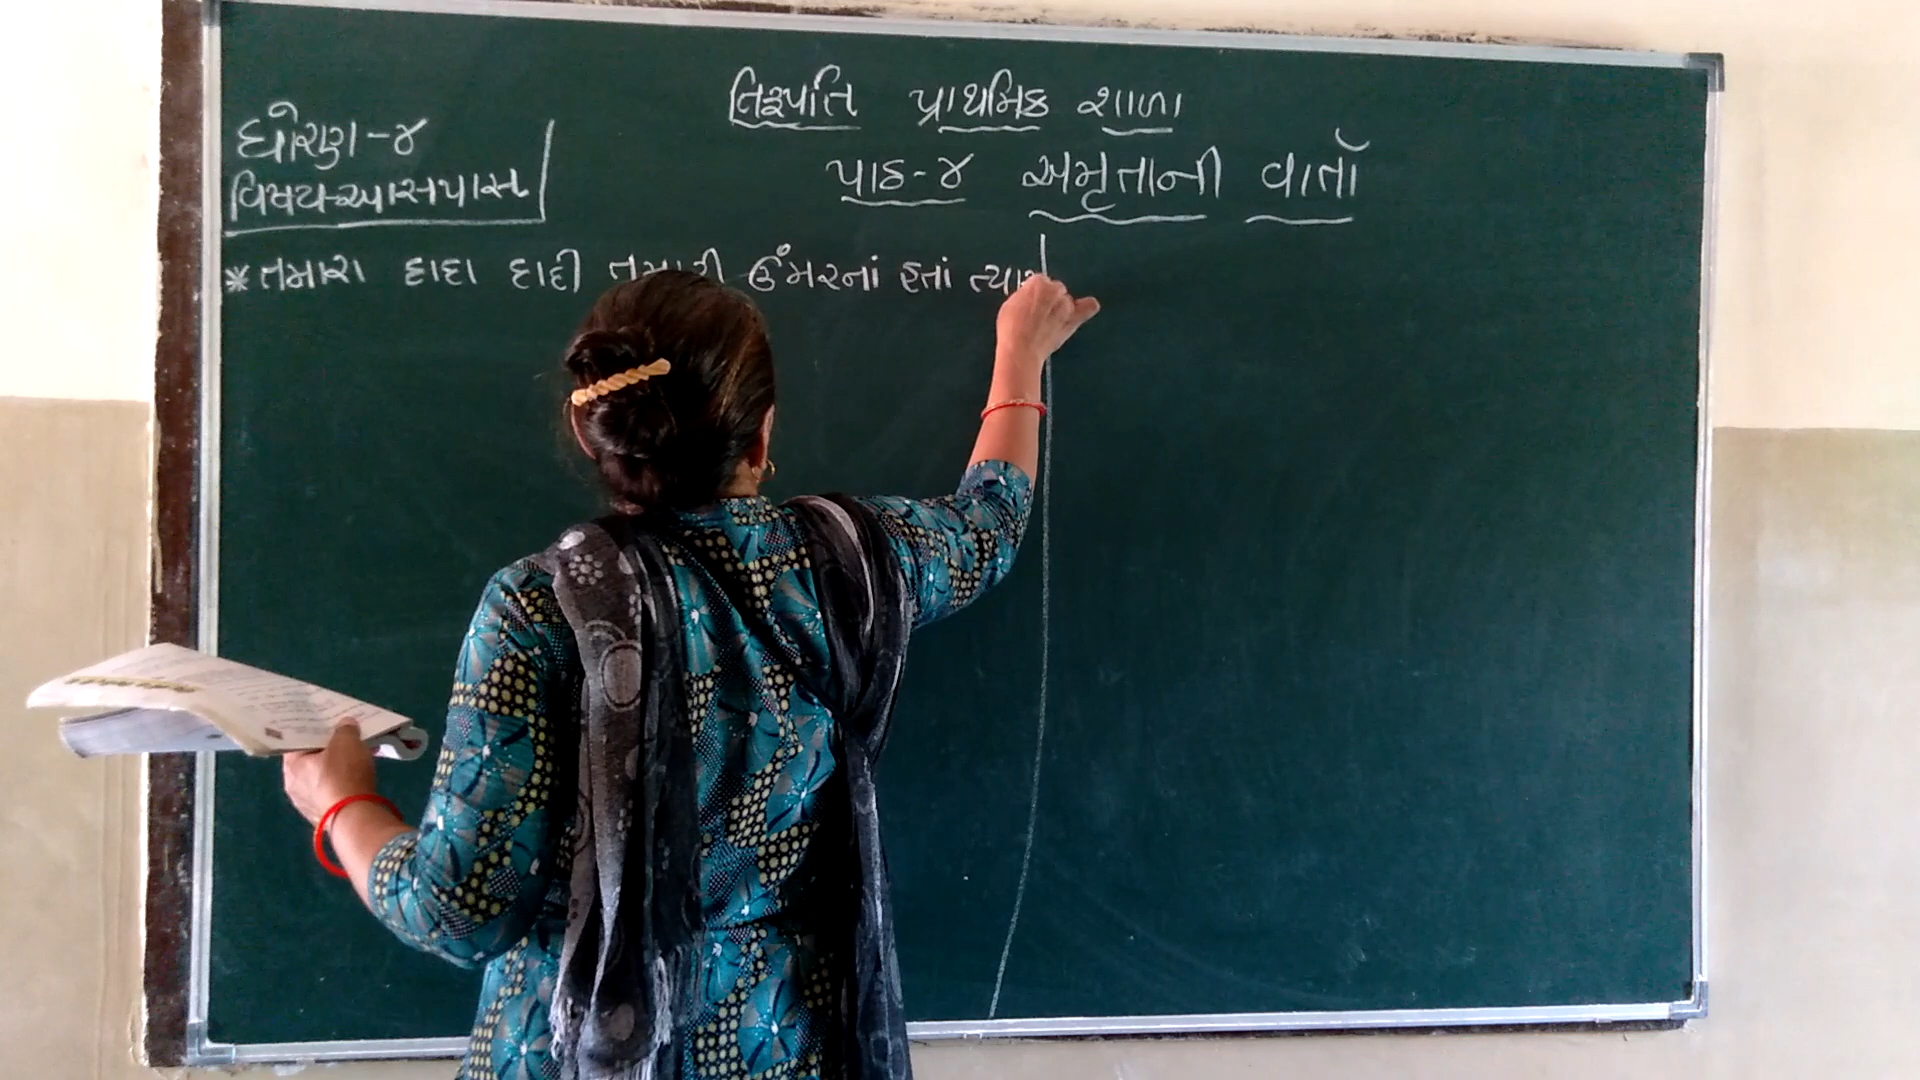 તિરૂપતિ પ્રાથમિક શાળા
ધોરણ-૪
વિષય-આસપાસ
પાઠ-૪ અમૃતાની વાર્તા
*તમારા દાદા દાદી તમારી ઉંમરનાં હતાં